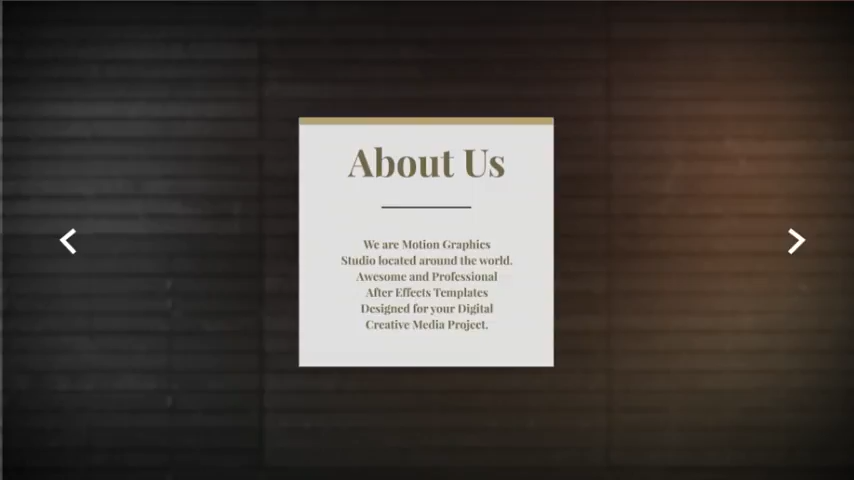 About Us
We are Motion Graphics
Studio located around the world.
Awesome and Professional
After Effects Templates
Designed for your Digital
Creative Media Project.